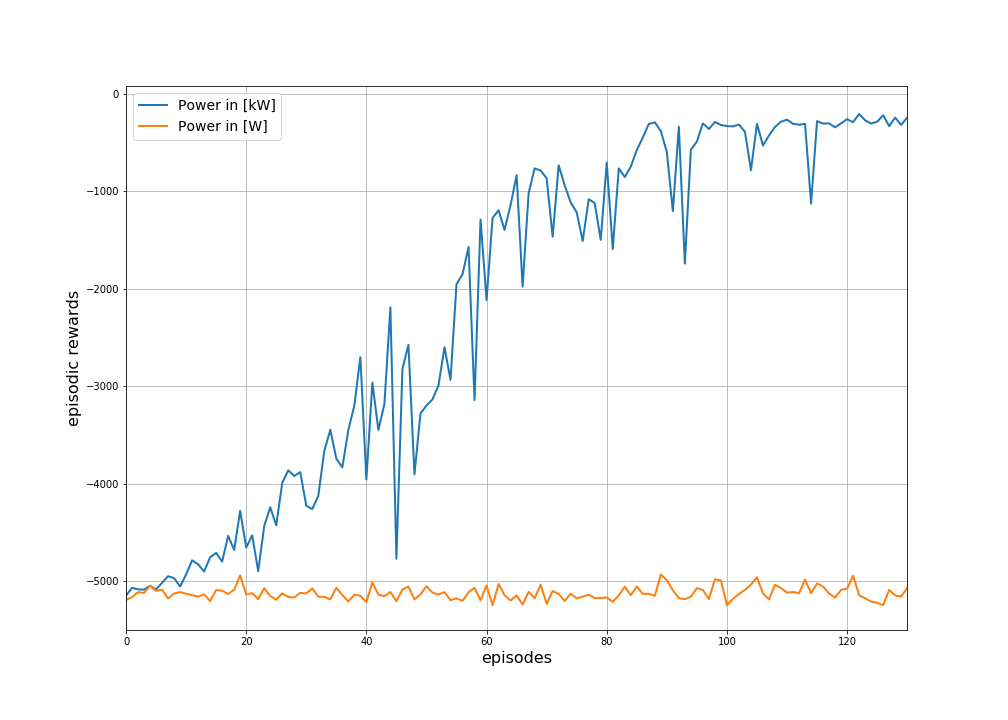 Power in [kW]
Power in [W]
0
−1000
−2000
−3000
−4000
−5000
episodic rewards
0 20 40 60 80 100 120
episodes